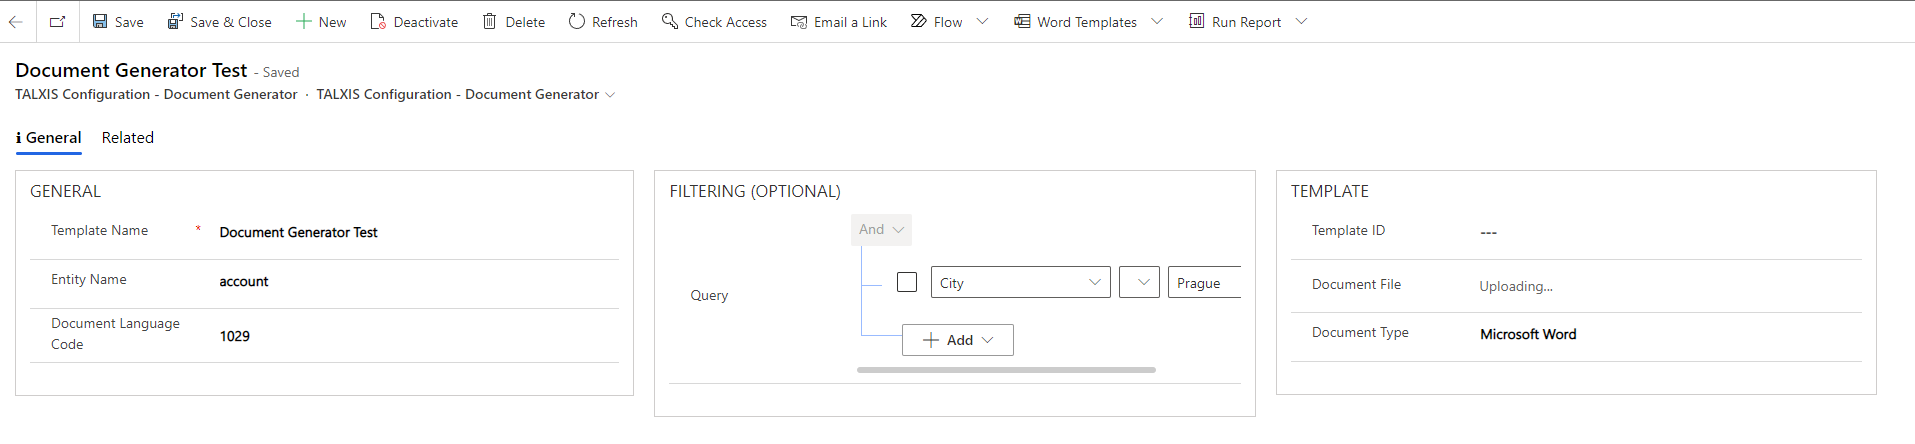 Save Save & Close New Deactivate Delete Refresh Check Access Email a Link Flow Word Templates Run Report
Document Generator Test - Saved
TALXIS Configuration - Document Generator · TALXIS Configuration - Document Generator
General Related
GENERAL
Template Name * Document Generator Test
Entity Name account
Document Language
Code 1029
FILTERING (OPTIONAL)
And
Query
City Prague
Add
TEMPLATE
Template ID ---
Document File Uploading...
Document Type Microsoft Word